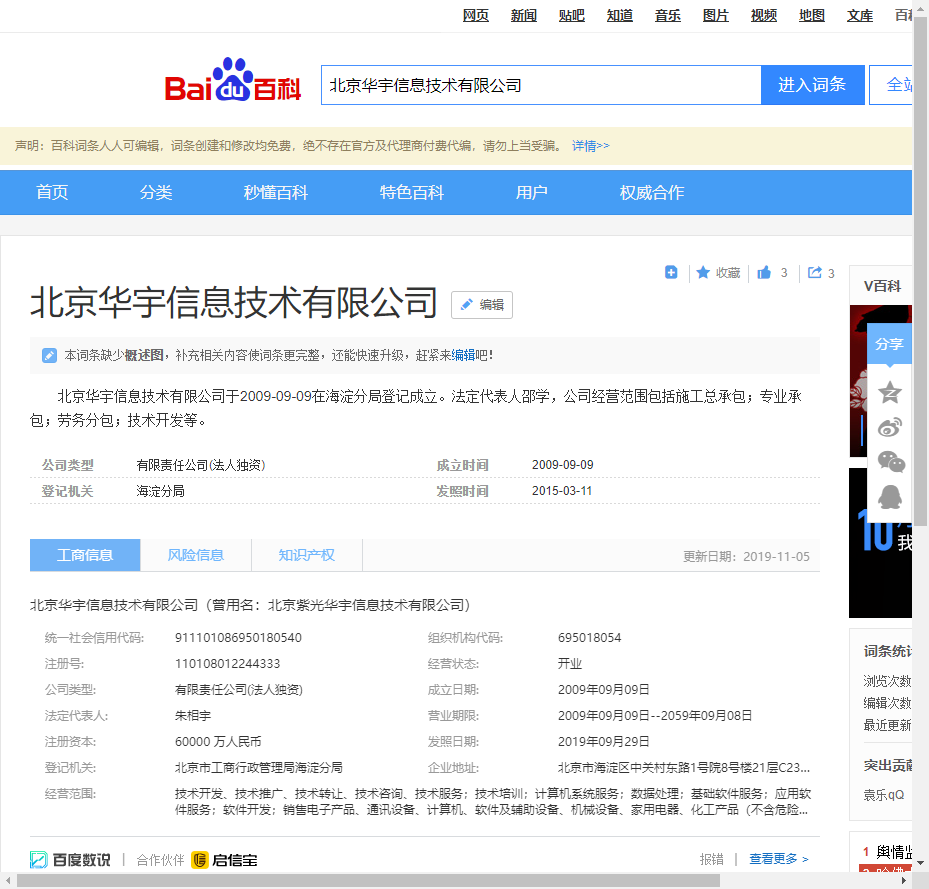 网页 新闻 贴吧 知道 音乐 图片 视频 地图 文库
Bai du 百科 北京华宇信息技术有限公司 进入词条 全站
声明：百科词条人人可编辑，词条创建和修改均免费，绝不存在官方及代理商付费代编，请勿上当受骗。 详情>>
首页 分类 秒懂百科 特色百科 用户 权威合作
收藏 3 3
V百科
北京华宇信息技术有限公司 编辑
分享
本词条缺少概述图，补充相关内容使词条更完整，还能快速升级，赶紧来编辑吧！
北京华宇信息技术有限公司于2009-09-09在海淀分局登记成立。法定代表人邵学，公司经营范围包括施工总承包；专业承
包；劳务分包；技术开发等。
公司类型 有限责任公司(法人独资) 成立时间 2009-09-09
登记机关 海淀分局 发照时间 2015-03-11
10 我
工商信息 风险信息 知识产权 更新日期：2019-11-05
北京华宇信息技术有限公司（曾用名：北京紫光华宇信息技术有限公司）
统一社会信用代码: 911101086950180540 组织机构代码: 695018054
注册号: 110108012244333 经营状态: 开业
公司类型: 有限责任公司(法人独资) 成立日期: 2009年09月09日
法定代表人: 朱相宇 营业期限: 2009年09月09日--2059年09月08日
注册资本: 60000 万人民币 发照日期: 2019年09月29日
登记机关: 北京市工商行政管理局海淀分局 企业地址: 北京市海淀区中关村东路1号院8号楼21层C23...
经营范围: 技术开发、技术推广、技术转让、技术咨询、技术服务；技术培训；计算机系统服务；数据处理；基础软件服务；应用软
件服务；软件开发；销售电子产品、通讯设备、计算机、软件及辅助设备、机械设备、家用电器、化工产品（不含危险...
词条统计
浏览次数
编辑次数
最近更新
突出贡献
袁乐qQ
百度数说 | 合作伙伴 启信宝 报错 | 查看更多 >
1 舆情监
2 哈佛